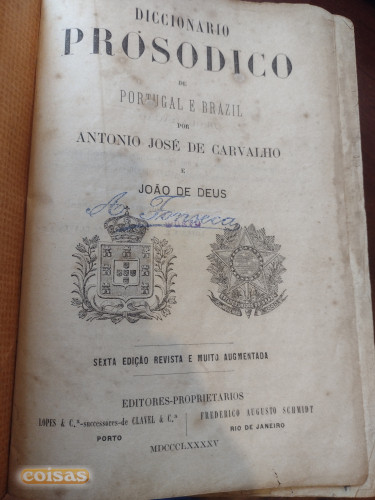 DICCIONARIO
PROSODICO
DE
PORTUGAL E BRAZIL
POR
ANTONIO JOSÉ DE CARVALHO
E
JOÃO DE DEUS
A. Fonseca
SEXTA EDIÇÃO REVISTA E MUITO AUGMENTADA
EDITORES-PROPRIETARIOS
LOPES & C.ª-successores-de CLAVEL & C.ª
PORTO
FREDERICO AUGUSTO SCHMIDT
RIO DE JANEIRO
MDCCCLXXXXV
coisas